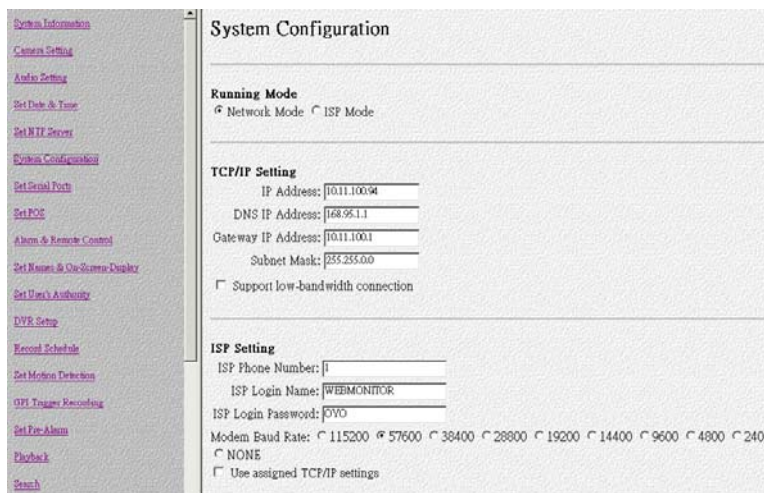 System Information
Camera Setting
Audio Setting
Set Date & Time
Set NTP Server
System Configuration
Set Serial Ports
Set POS
Alarm & Remote Control
Set Names & On-Screen-Display
Set User's Authority
DVR Setup
Record Schedule
Set Motion Detection
GPI Trigger Recording
Set Pre-Alarm
Playback
Search
System Configuration
Running Mode
Network Mode ISP Mode
TCP/IP Setting
IP Address: 10.11.100.94
DNS IP Address: 168.95.1.1
Gateway IP Address: 10.11.100.1
Subnet Mask: 255.255.0.0
Support low-bandwidth connection
ISP Setting
ISP Phone Number: 1
ISP Login Name: WEBMONITOR
ISP Login Password: OYO
Modem Baud Rate: 115200 57600 38400 28800 19200 14400 9600 4800 240
NONE
Use assigned TCP/IP settings